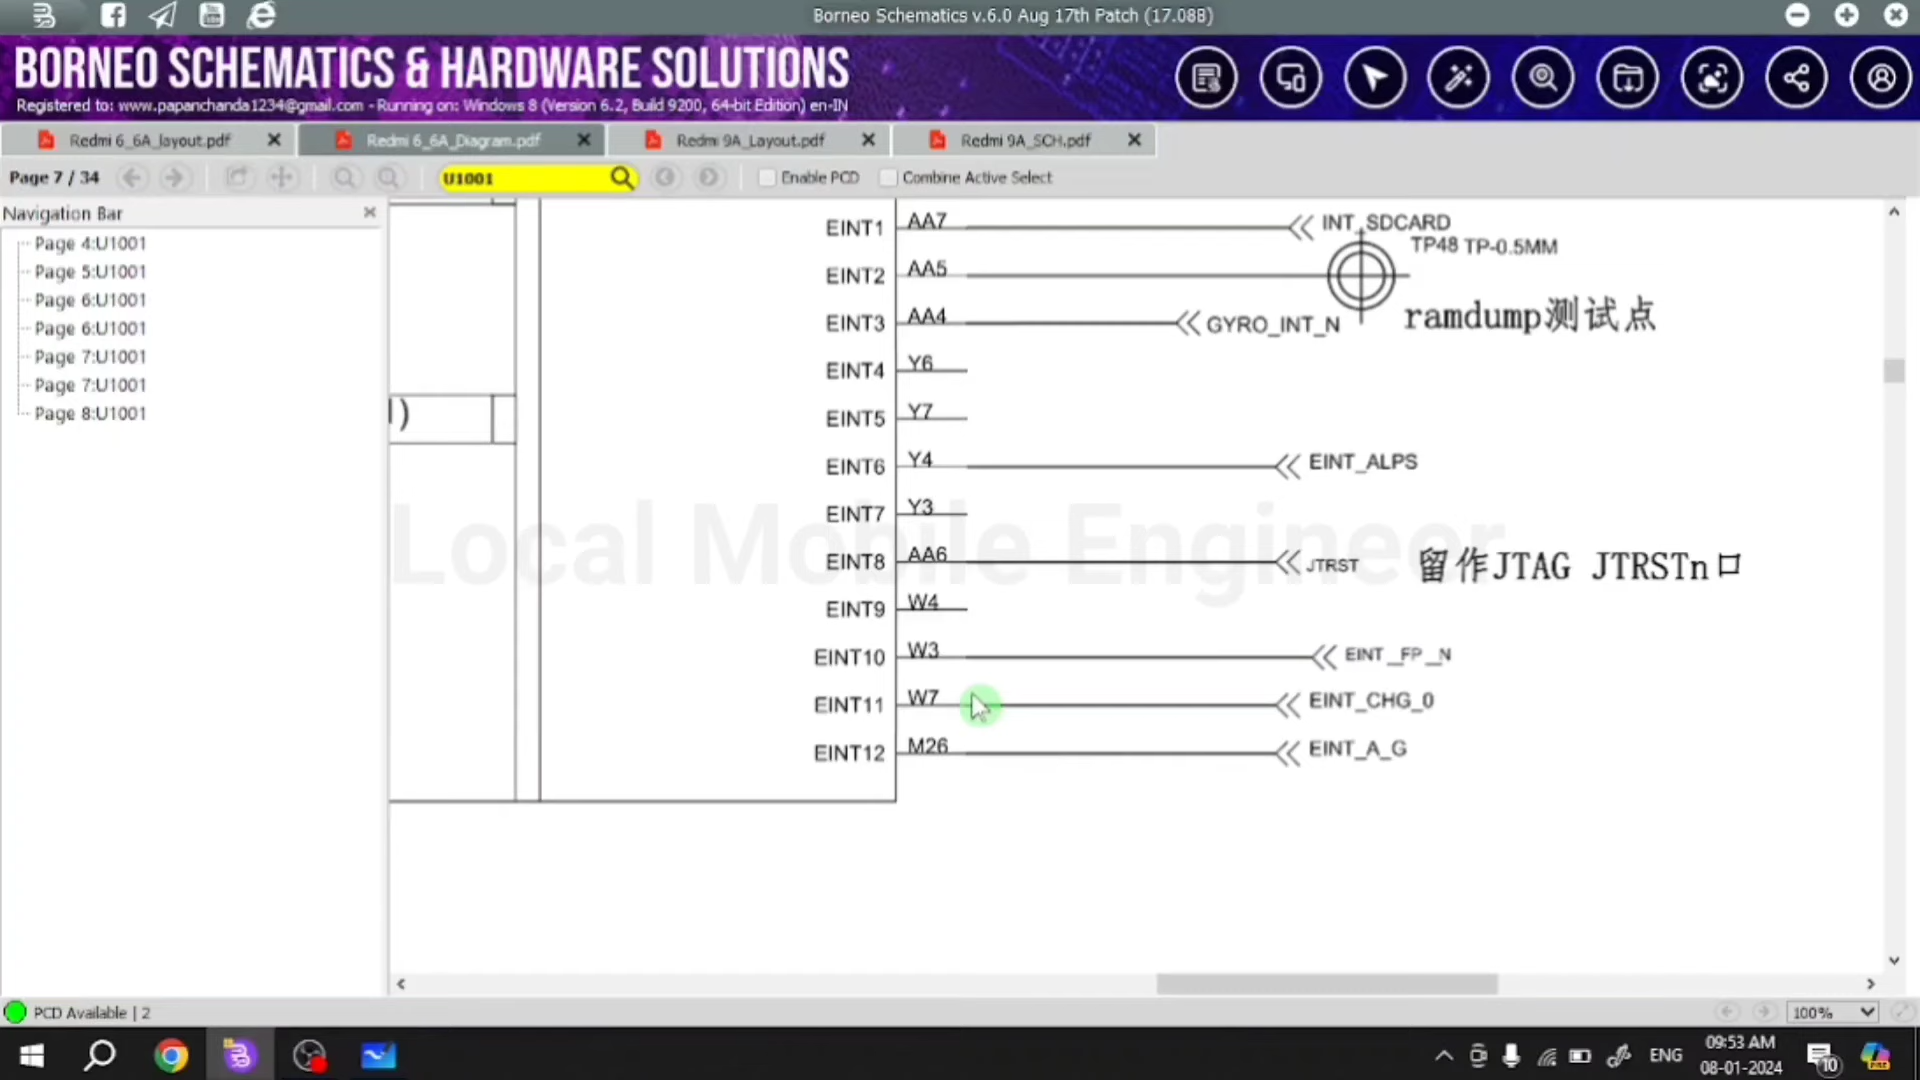 Borneo Schematics v.6.0 Aug 17th Patch (17.08B)
BORNEO SCHEMATICS & HARDWARE SOLUTIONS
Registered to: www.papanchanda1234@gmail.com - Running on: Windows 8 (Version 6.2, Build 9200, 64-bit Edition) en-IN
Redmi 6_6A_layout.pdf
Redmi 6_6A_Diagram.pdf
Redmi 9A_Layout.pdf
Redmi 9A_SCH.pdf
Page 7 / 34
U1001
Enable PCD
Combine Active Select
Navigation Bar
Page 4:U1001
Page 5:U1001
Page 6:U1001
Page 6:U1001
Page 7:U1001
Page 7:U1001
Page 8:U1001
EINT1 AA7 INT_SDCARD
TP48 TP-0.5MM
EINT2 AA5
ramdump测试点
EINT3 AA4 GYRO_INT_N
EINT4 Y6
)
EINT5 Y7
EINT6 Y4 EINT_ALPS
EINT7 Y3
Local Mobile Engineer
EINT8 AA6 JTRST 留作JTAG JTRSTn口
EINT9 W4
EINT10 W3 EINT_FP_N
EINT11 W7 EINT_CHG_0
EINT12 M26 EINT_A_G
PCD Available | 2
100%
ENG
09:53 AM
08-01-2024
10